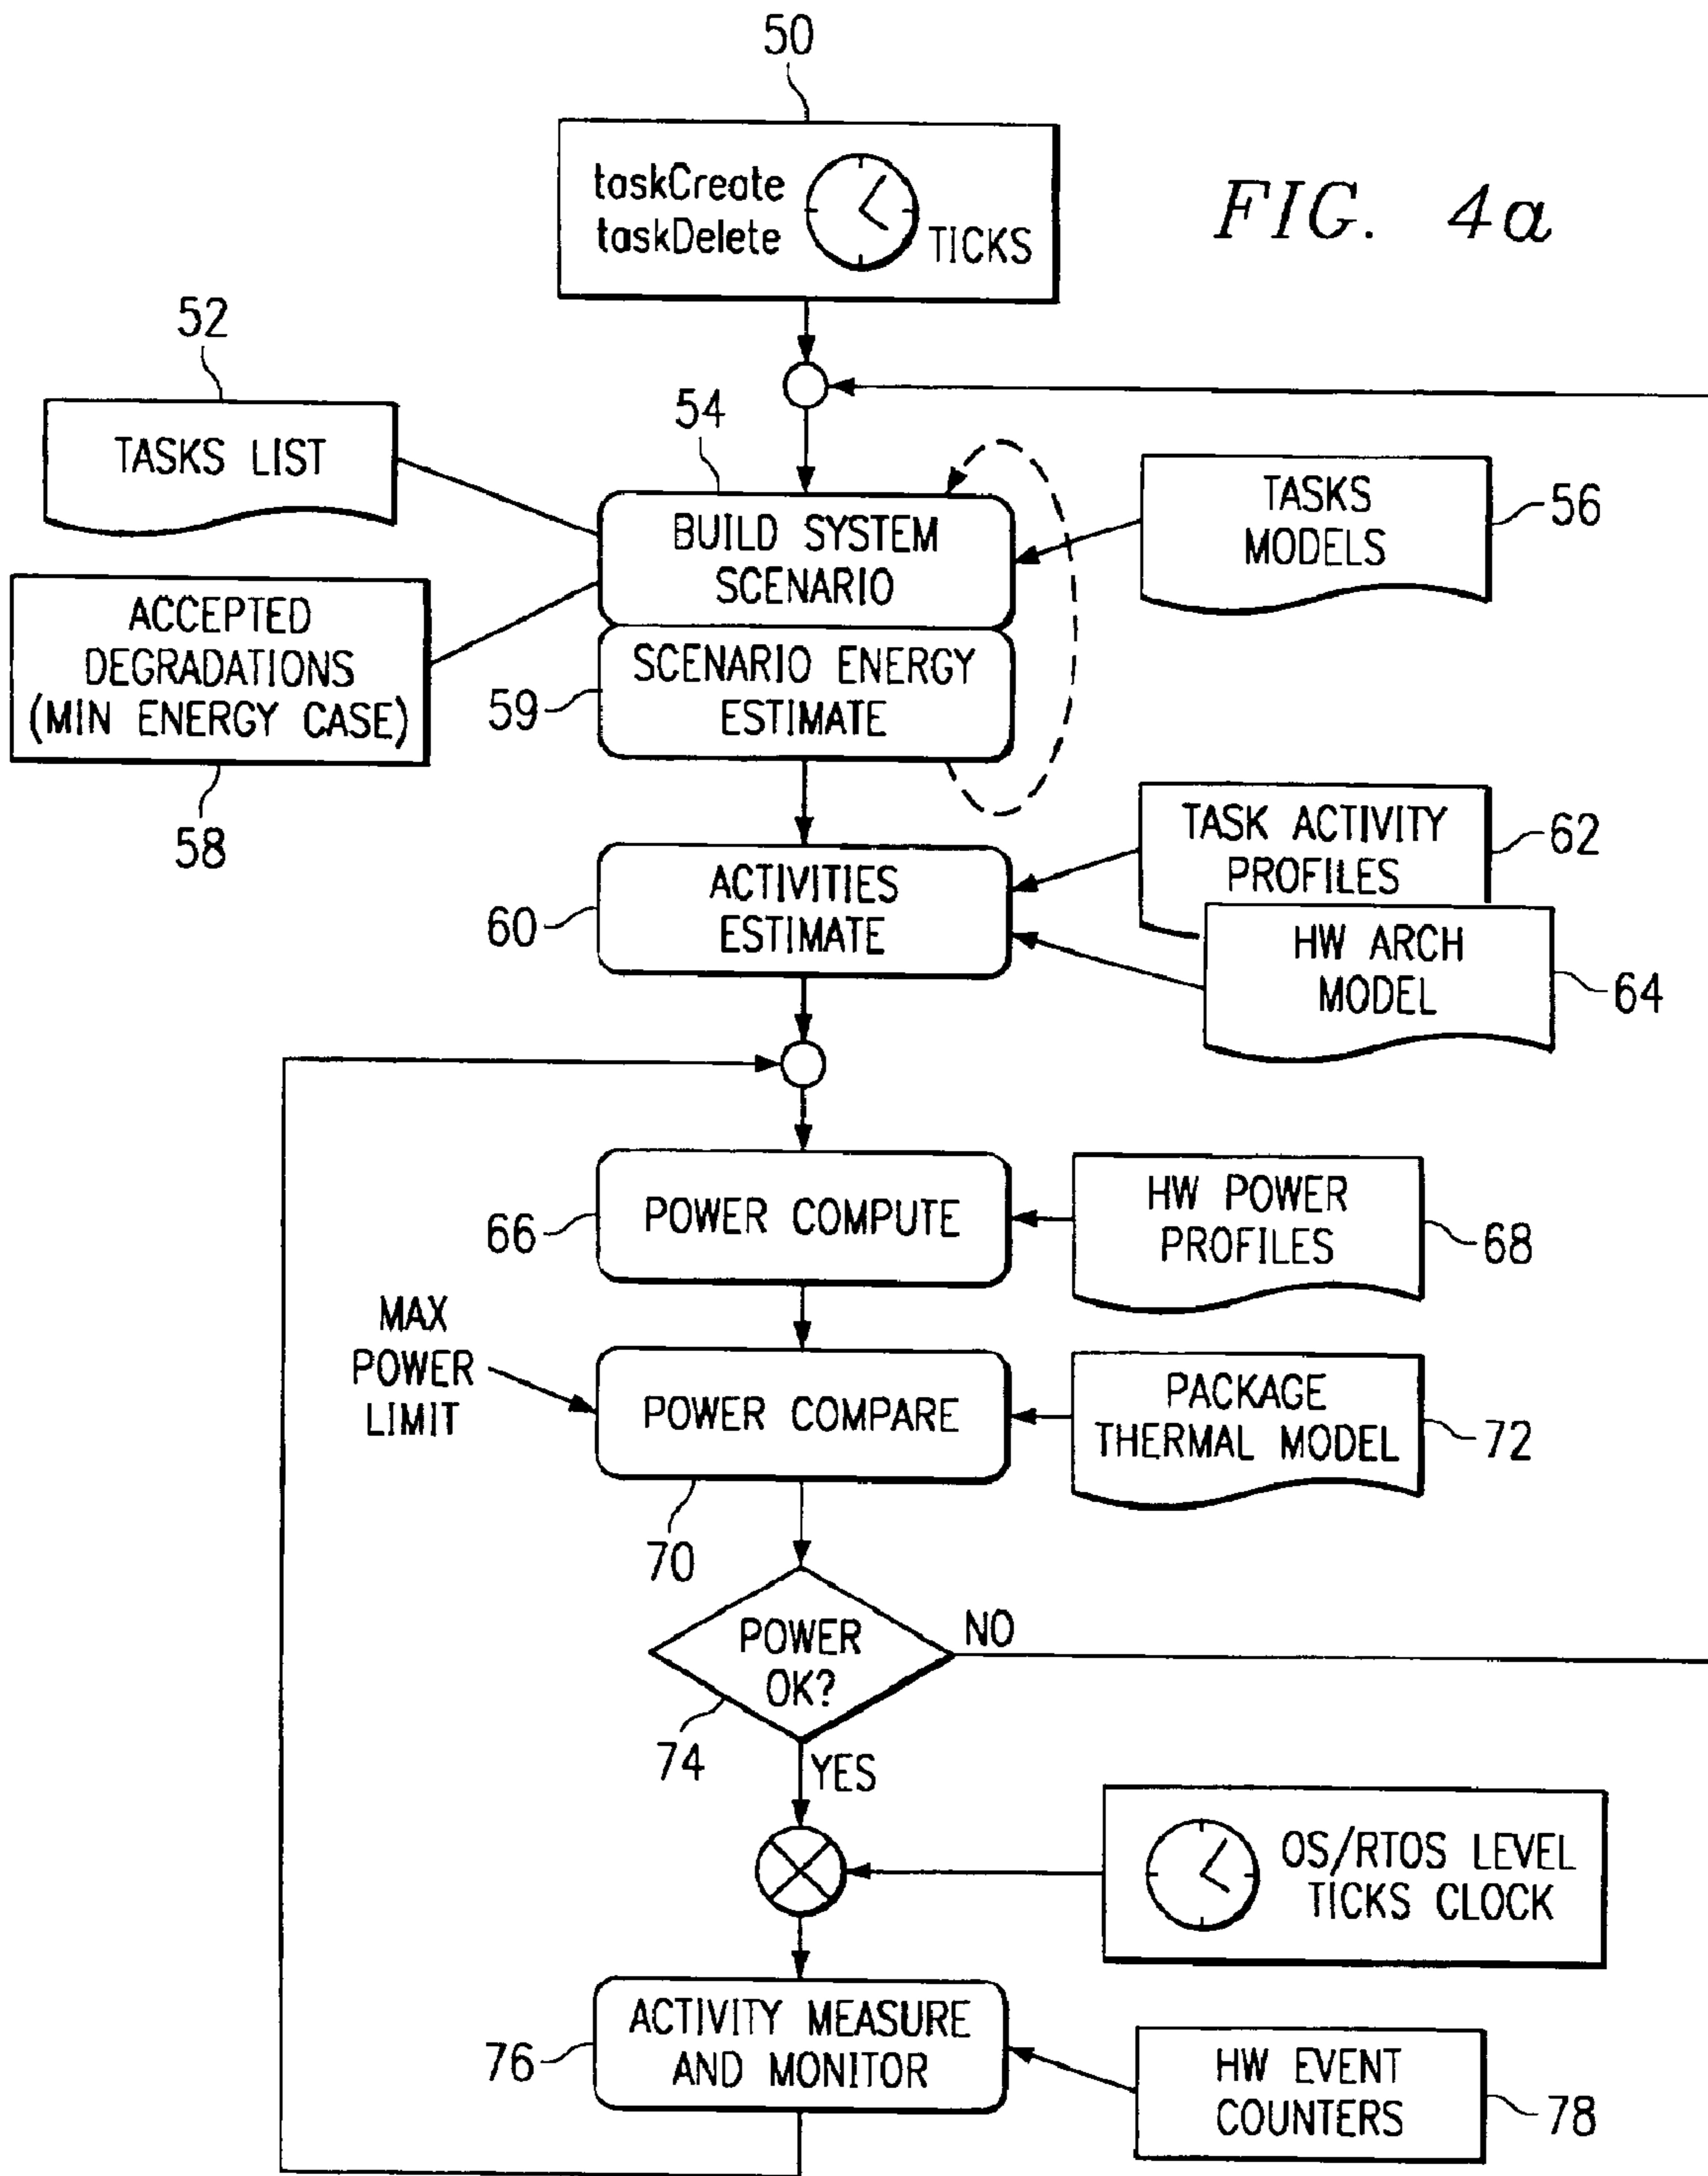 50
taskCreate
taskDelete
TICKS
FIG. 4a
52
TASKS LIST
54
BUILD SYSTEM
SCENARIO
TASKS
MODELS
56
ACCEPTED
DEGRADATIONS
(MIN ENERGY CASE)
58
SCENARIO ENERGY
ESTIMATE
59
ACTIVITIES
ESTIMATE
60
TASK ACTIVITY
PROFILES
62
HW ARCH
MODEL
64
POWER COMPUTE
66
HW POWER
PROFILES
68
MAX
POWER
LIMIT
POWER COMPARE
70
PACKAGE
THERMAL MODEL
72
POWER
OK?
NO
74
YES
OS/RTOS LEVEL
TICKS CLOCK
ACTIVITY MEASURE
AND MONITOR
76
HW EVENT
COUNTERS
78